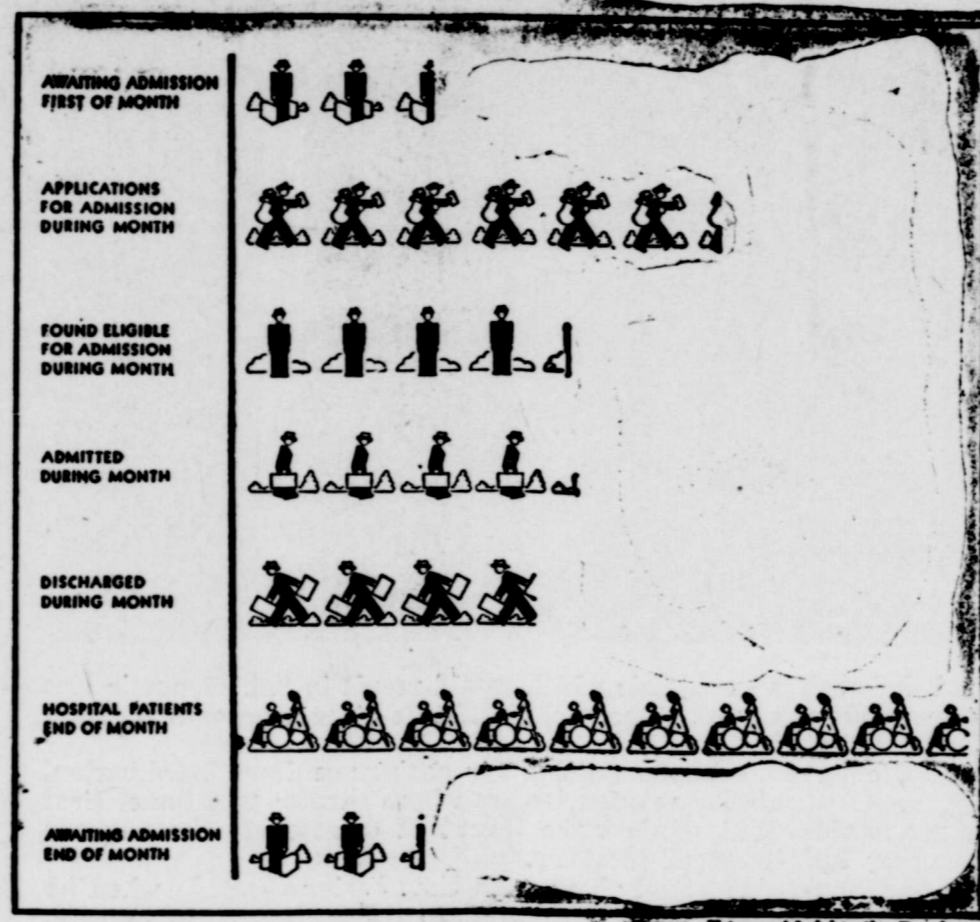 AWAITING ADMISSION
FIRST OF MONTH
APPLICATIONS
FOR ADMISSION
DURING MONTH
FOUND ELIGIBLE
FOR ADMISSION
DURING MONTH
ADMITTED
DURING MONTH
DISCHARGED
DURING MONTH
HOSPITAL PATIENTS
END OF MONTH
AWAITING ADMISSION
END OF MONTH